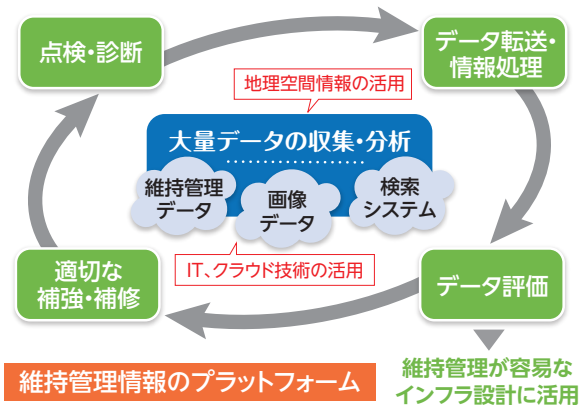 点検・診断
データ転送・
情報処理
地理空間情報の活用
大量データの収集・分析
維持管理
データ
画像
データ
検索
システム
IT、クラウド技術の活用
適切な
補強・補修
データ評価
維持管理情報のプラットフォーム
維持管理が容易な
インフラ設計に活用